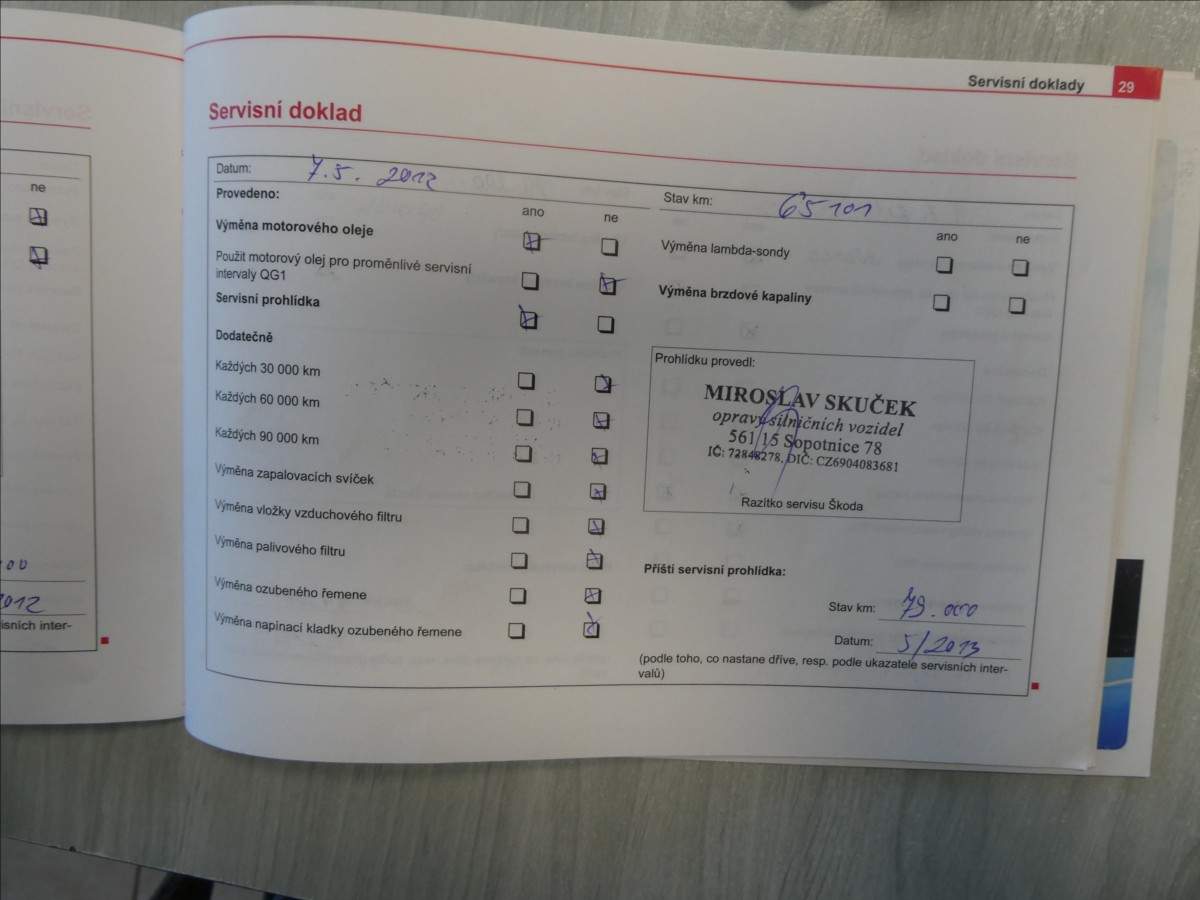 Servisní doklady 29
Servisní doklad
Datum: 7.5. 2012
Provedeno:
ano ne
Výměna motorového oleje
Použit motorový olej pro proměnlivé servisní
intervaly QG1
Servisní prohlídka
Dodatečně
Každých 30 000 km
Každých 60 000 km
Každých 90 000 km
Výměna zapalovacích svíček
Výměna vložky vzduchového filtru
Výměna palivového filtru
Výměna ozubeného řemene
Výměna napínací kladky ozubeného řemene
Stav km: 65101
ano ne
Výměna lambda-sondy
Výměna brzdové kapaliny
Prohlídku provedl:
MIROSLAV SKUČEK
opravy silničních vozidel
561 15 Sopotnice 78
IČ: 72848278, DIČ: CZ6904083681
Razítko servisu Škoda
Příští servisní prohlídka:
Stav km: 79.000
Datum: 5/2013
(podle toho, co nastane dříve, resp. podle ukazatele servisních inter-
valů)
ne
2012
isních inter-